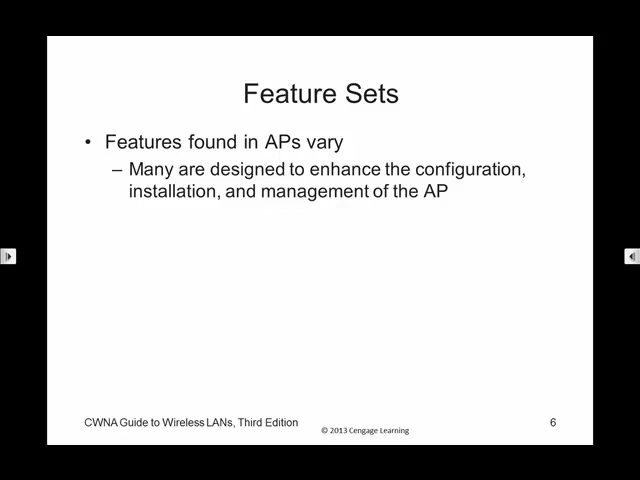 Feature Sets
• Features found in APs vary
– Many are designed to enhance the configuration,
installation, and management of the AP
CWNA Guide to Wireless LANs, Third Edition
© 2013 Cengage Learning
6